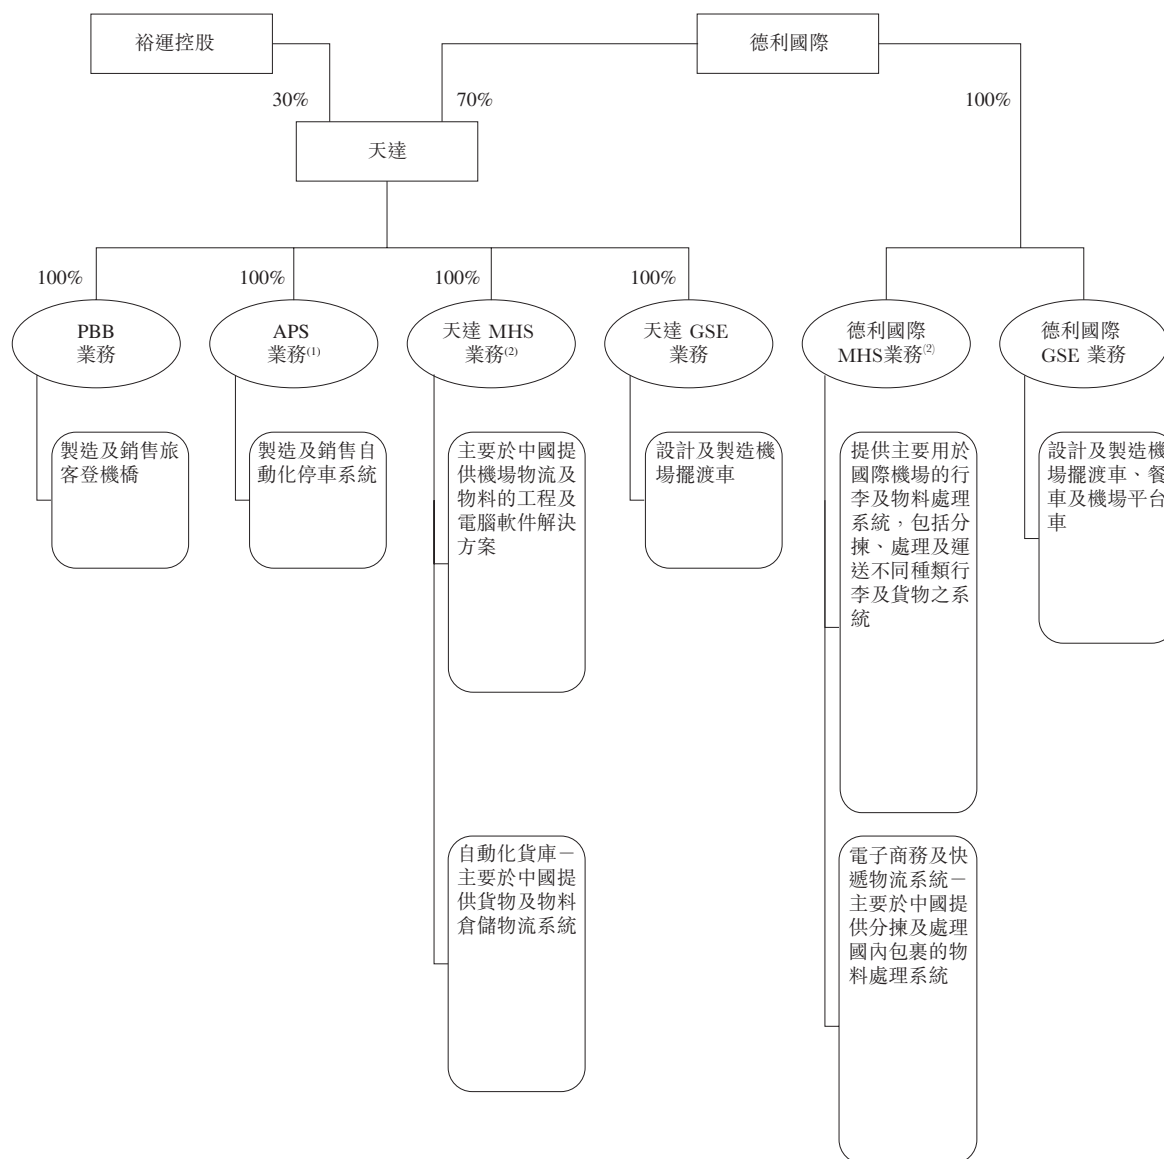 裕運控股
德利國際
30%
70%
100%
天達
100%
100%
100%
100%
PBB
業務
APS
業務(1)
天達 MHS
業務(2)
天達 GSE
業務
德利國際
MHS業務(2)
德利國際
GSE 業務
製造及銷售旅
客登機橋
製造及銷售自
動化停車系統
主要於中國提
供機場物流及
物料的工程及
電腦軟件解決
方案
設計及製造機
場擺渡車
提供主要用於
國際機場的行
李及物料處理
系統，包括分
揀、處理及運
送不同種類行
李及貨物之系
統
設計及製造機
場擺渡車、餐
車及機場平台
車
自動化貨庫－
主要於中國提
供貨物及物料
倉儲物流系統
電子商務及快
遞物流系統－
主要於中國提
供分揀及處理
國內包裹的物
料處理系統